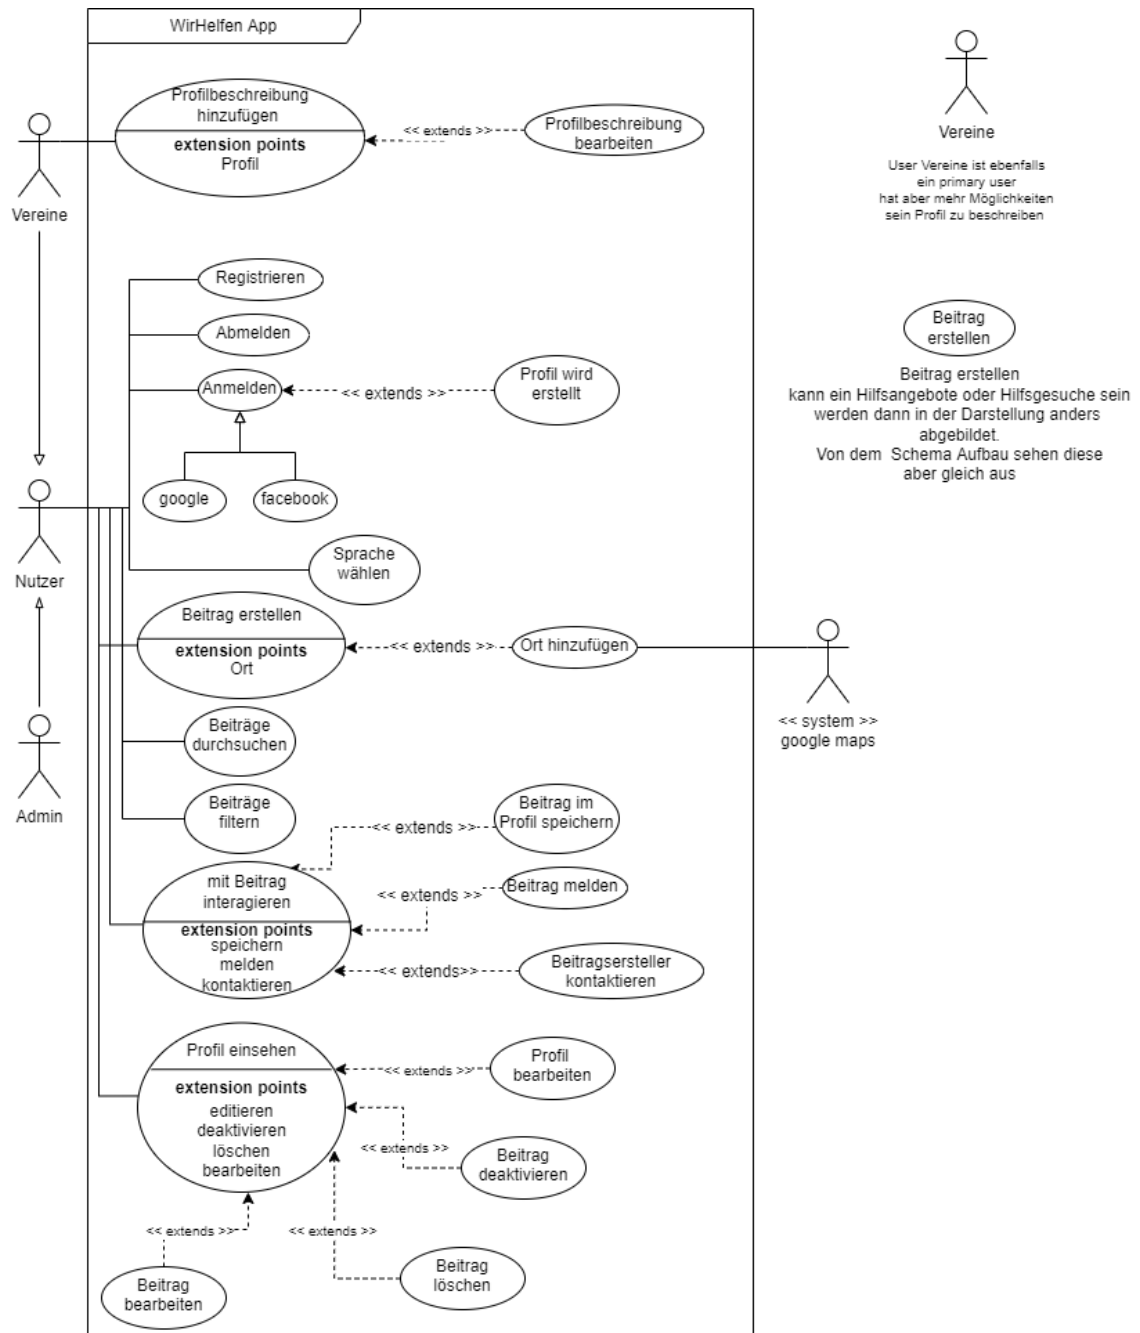 WirHelfen App
Profilbeschreibung
hinzufügen
extension points
Profil
<< extends >>
Profilbeschreibung
bearbeiten
Vereine
Vereine
User Vereine ist ebenfalls
ein primary user
hat aber mehr Möglichkeiten
sein Profil zu beschreiben
Registrieren
Abmelden
Anmelden
<< extends >>
Profil wird
erstellt
google
facebook
Beitrag
erstellen
Beitrag erstellen
kann ein Hilfsangebote oder Hilfsgesuche sein
werden dann in der Darstellung anders
abgebildet.
Von dem Schema Aufbau sehen diese
aber gleich aus
Nutzer
Sprache
wählen
Beitrag erstellen
extension points
Ort
<< extends >>
Ort hinzufügen
<< system >>
google maps
Admin
Beiträge
durchsuchen
Beiträge
filtern
<< extends >>
Beitrag im
Profil speichern
mit Beitrag
interagieren
extension points
speichern
melden
kontaktieren
<< extends >>
Beitrag melden
<< extends>>
Beitragsersteller
kontaktieren
Profil einsehen
extension points
editieren
deaktivieren
löschen
bearbeiten
<< extends >>
Profil
bearbeiten
<< extends >>
Beitrag
deaktivieren
<< extends >>
<< extends >>
Beitrag
löschen
Beitrag
bearbeiten